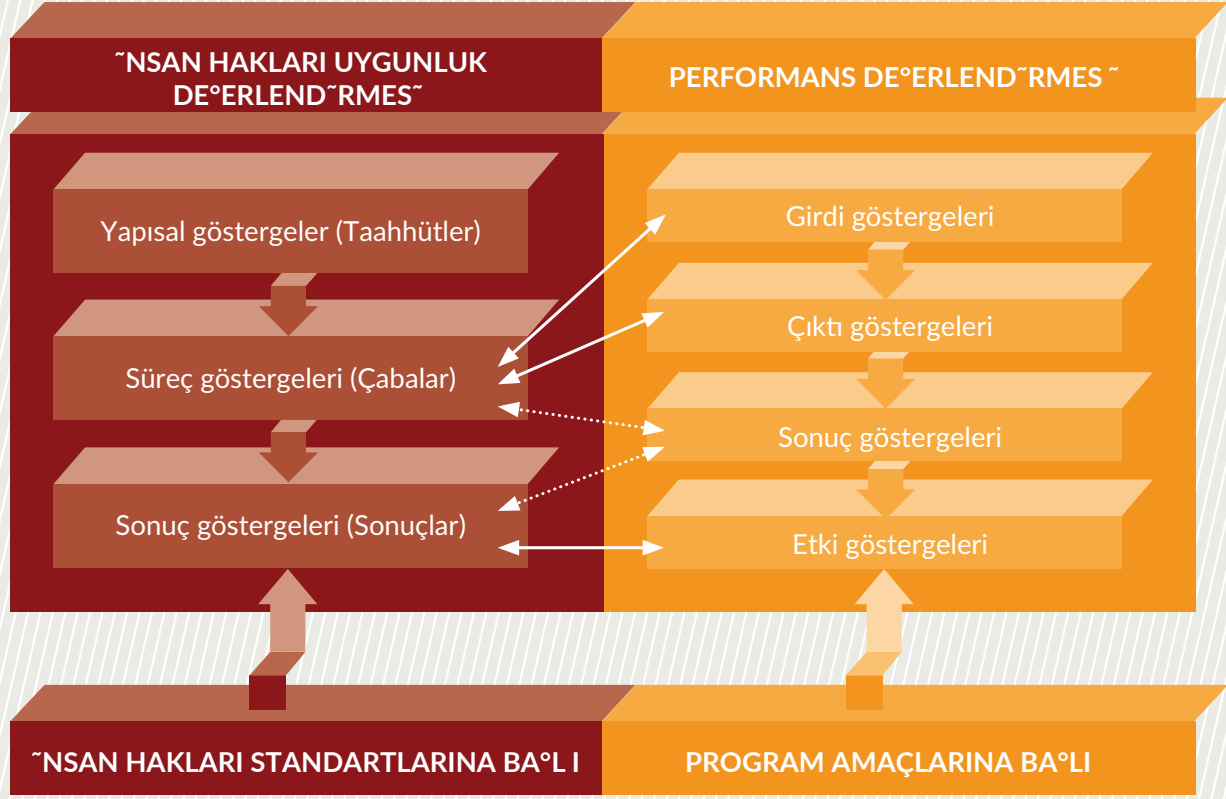 ˜NSAN HAKLARI UYGUNLUK
DE°ERLEND˜RMES˜
PERFORMANS DE°ERLEND˜RMES ˜
Yapısal göstergeler (Taahhütler)
Süreç göstergeleri (Çabalar)
Sonuç göstergeleri (Sonuçlar)
Girdi göstergeleri
Çıktı göstergeleri
Sonuç göstergeleri
Etki göstergeleri
˜NSAN HAKLARI STANDARTLARINA BA°L I
PROGRAM AMAÇLARINA BA°LI